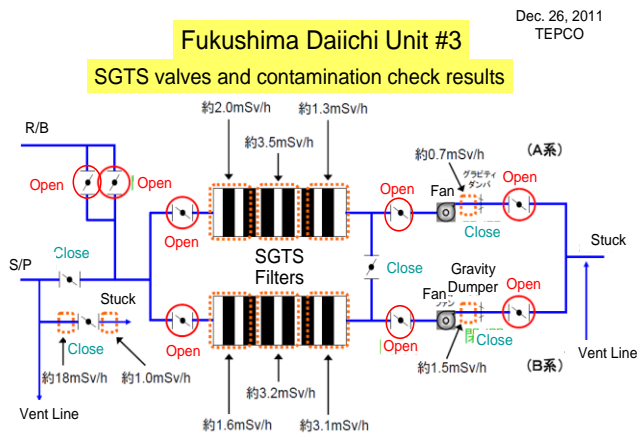 Dec. 26, 2011
TEPCO
Fukushima Daiichi Unit #3
SGTS valves and contamination check results
約2.0mSv/h
約1.3mSv/h
R/B
約3.5mSv/h
約0.7mSv/h
(A系)
グラビティ
ダンパ
Open
Open
Open
Fan
Open
Close
Open
Close
SGTS
Filters
Close
Stuck
S/P
Stuck
Gravity
Dumper
Fan
ファン
Open
Close
Open
Open
閉
Close
約18mSv/h
約1.0mSv/h
約3.2mSv/h
約1.5mSv/h
(B系)
Vent Line
Vent Line
約1.6mSv/h
約3.1mSv/h